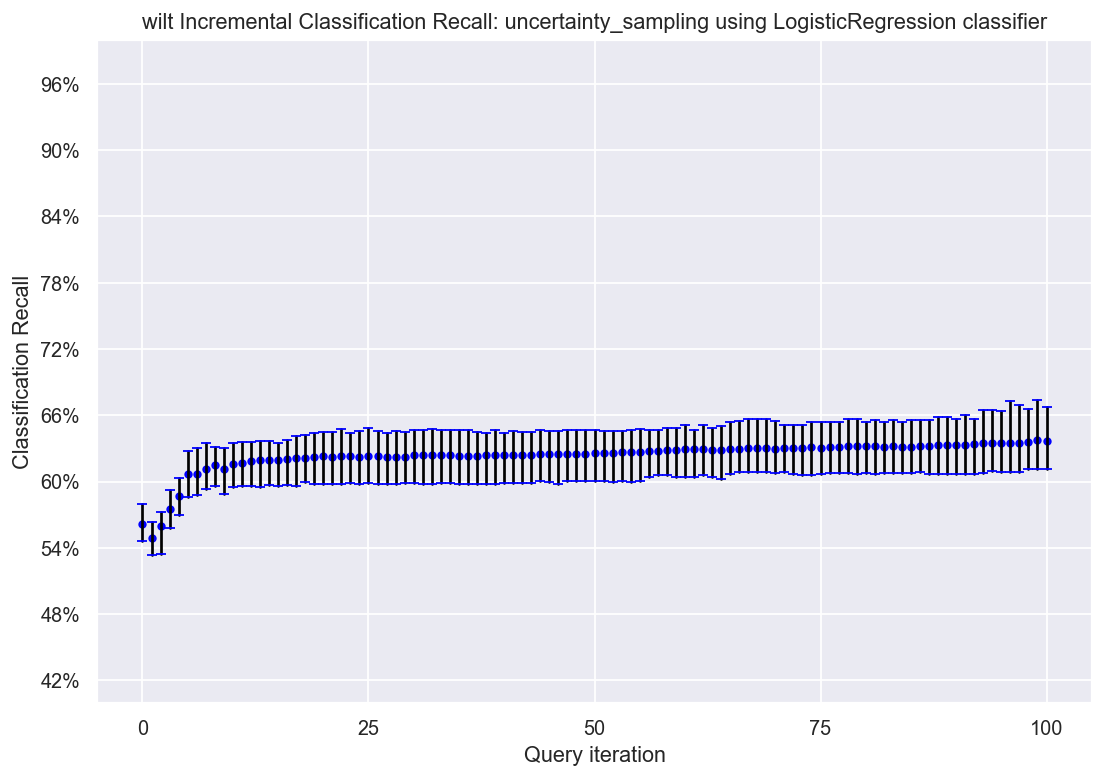 wilt Incremental Classification Recall: uncertainty_sampling using LogisticRegression classifier
96%
90%
84%
78%
72%
66%
60%
54%
48%
42%
Classification Recall
0 25 50 75 100
Query iteration